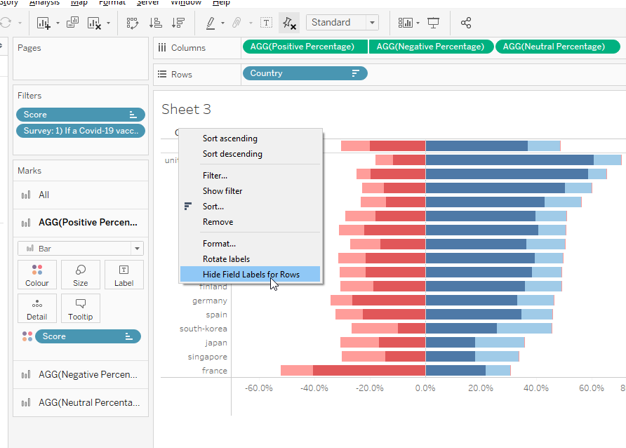 Story Analysis Map Format Server Window Help
Standard
Pages
Columns
AGG(Positive Percentage)
AGG(Negative Percentage)
AGG(Neutral Percentage)
Rows
Country
Filters
Score
Survey: 1) If a Covid-19 vacc..
Sheet 3
Marks
All
AGG(Positive Percen...
Bar
Colour
Size
Label
Detail
Tooltip
Score
AGG(Negative Percen...
AGG(Neutral Percenta...
Sort ascending
Sort descending
Filter...
Show filter
Sort...
Remove
Format...
Rotate labels
Hide Field Labels for Rows
finland
germany
spain
south-korea
japan
singapore
france
-60.0%
-40.0%
-20.0%
0.0%
20.0%
40.0%
60.0%